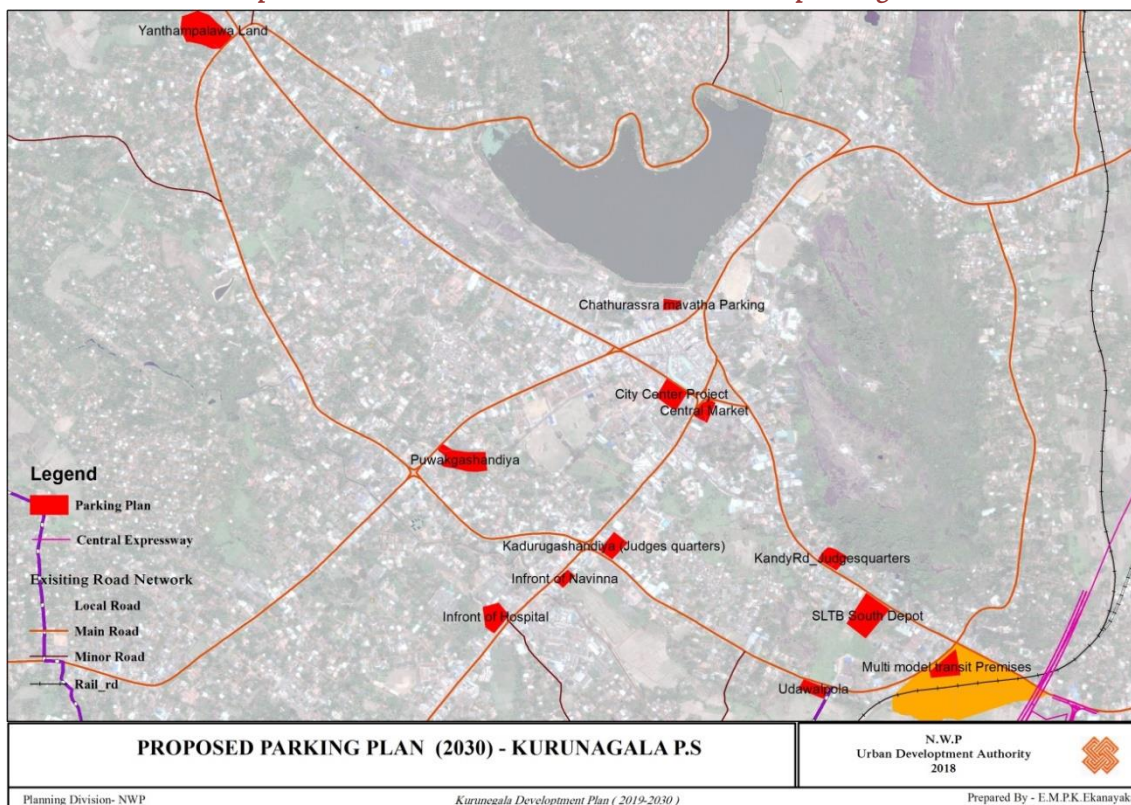 Yanthampalawa Land
Chathurassra mavatha Parking
City Center Project
Central Market
Puwakgashandiya
Kadurugashandiya (Judges quarters)
KandyRd_Judgesquarters
Infront of Navinna
Infront of Hospital
SLTB South Depot
Multi model transit Premises
Udawalpola
Legend
Parking Plan
Central Expressway
Exisiting Road Network
Local Road
Main Road
Minor Road
Rail_rd
PROPOSED PARKING PLAN (2030) - KURUNAGALA P.S
N.W.P
Urban Developtment Authority
2018
Planning Division- NWP
Kurunegala Development Plan ( 2019-2030 )
Prepared By - E.M.P.K.Ekanayak